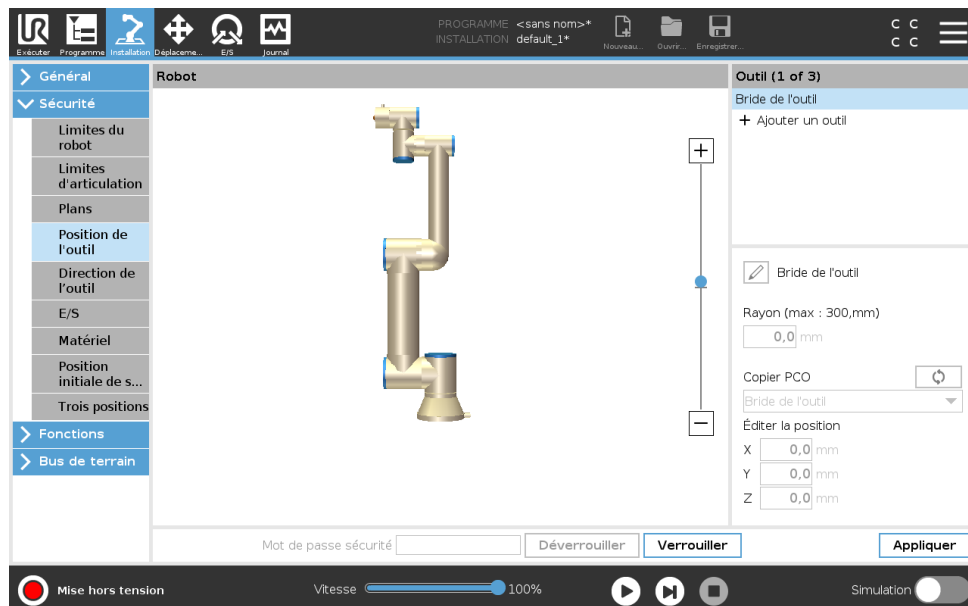 UR
Exécuter
Programme
Installation
Déplaceme...
E/S
Journal
PROGRAMME <sans nom>*
INSTALLATION default_1*
Nouveau...
Ouvrir...
Enregistrer...
C C
C C
Général
Sécurité
Limites du
robot
Limites
d'articulation
Plans
Position de
l'outil
Direction de
l'outil
E/S
Matériel
Position
initiale de s...
Trois positions
Fonctions
Bus de terrain
Robot
Outil (1 of 3)
Bride de l'outil
+ Ajouter un outil
Bride de l'outil
Rayon (max : 300,mm)
0,0 mm
Copier PCO
Bride de l'outil
Éditer la position
X 0,0 mm
Y 0,0 mm
Z 0,0 mm
Mot de passe sécurité
Déverrouiller
Verrouiller
Appliquer
Mise hors tension
Vitesse
100%
Simulation